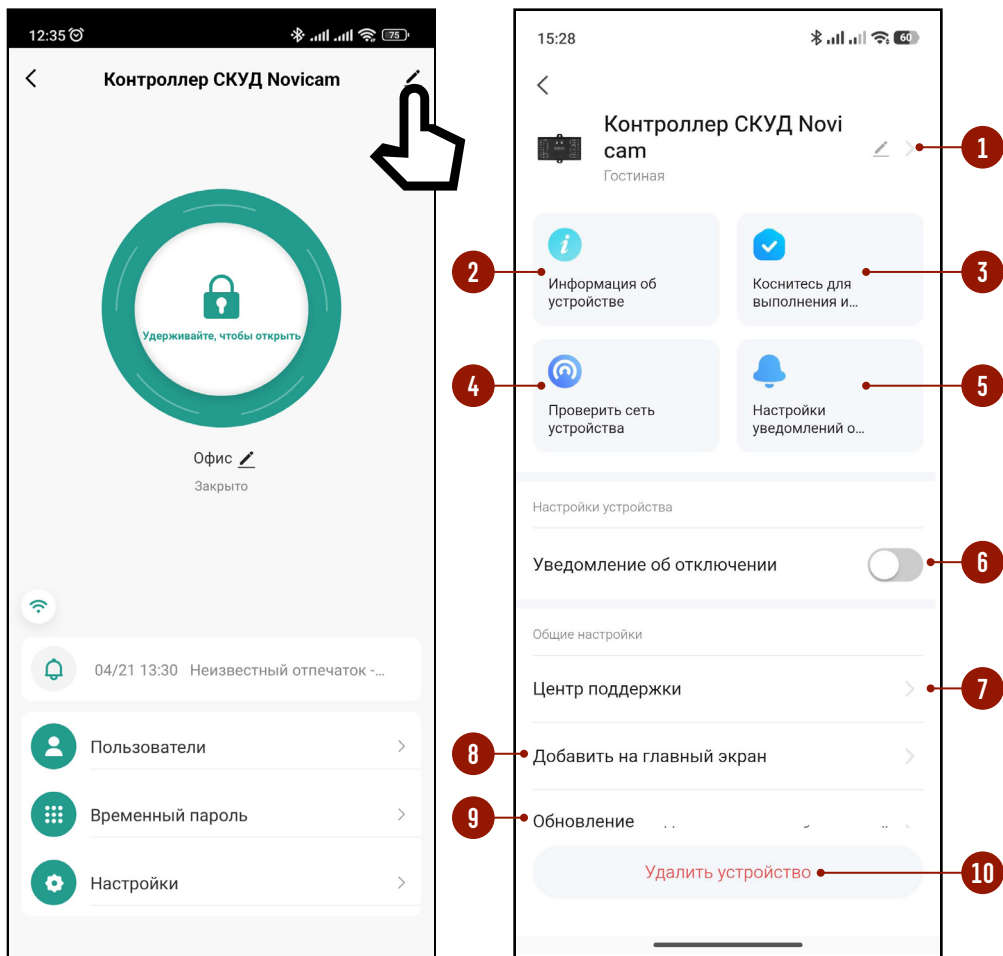 12:35
75
Контроллер СКУД Novicam
Удерживайте, чтобы открыть
Офис
Закрыто
04/21 13:30 Неизвестный отпечаток -...
Пользователи
Временный пароль
Настройки
15:28
60
Контроллер СКУД Novi
cam
Гостиная
1
2
Информация об
устройстве
Коснитесь для
выполнения и...
3
4
Проверить сеть
устройства
Настройки
уведомлений о...
5
Настройки устройства
Уведомление об отключении
6
Общие настройки
Центр поддержки
7
8
Добавить на главный экран
9
Обновление
Удалить устройство
10